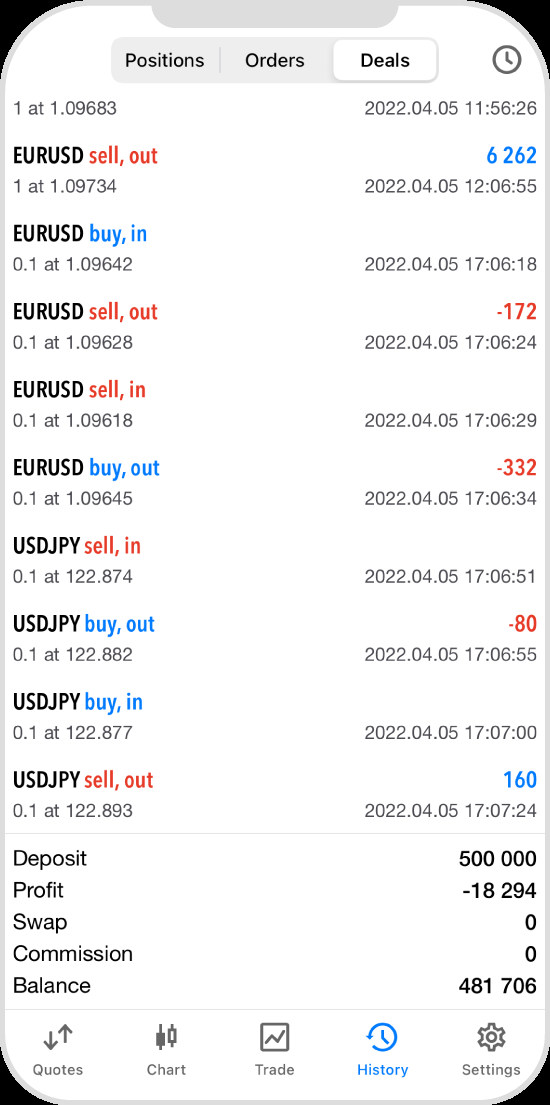 Positions Orders Deals
1 at 1.09683 2022.04.05 11:56:26
EURUSD sell, out 6 262
1 at 1.09734 2022.04.05 12:06:55
EURUSD buy, in
0.1 at 1.09642 2022.04.05 17:06:18
EURUSD sell, out -172
0.1 at 1.09628 2022.04.05 17:06:24
EURUSD sell, in
0.1 at 1.09618 2022.04.05 17:06:29
EURUSD buy, out -332
0.1 at 1.09645 2022.04.05 17:06:34
USDJPY sell, in
0.1 at 122.874 2022.04.05 17:06:51
USDJPY buy, out -80
0.1 at 122.882 2022.04.05 17:06:55
USDJPY buy, in
0.1 at 122.877 2022.04.05 17:07:00
USDJPY sell, out 160
0.1 at 122.893 2022.04.05 17:07:24
Deposit 500 000
Profit -18 294
Swap 0
Commission 0
Balance 481 706
Quotes Chart Trade History Settings